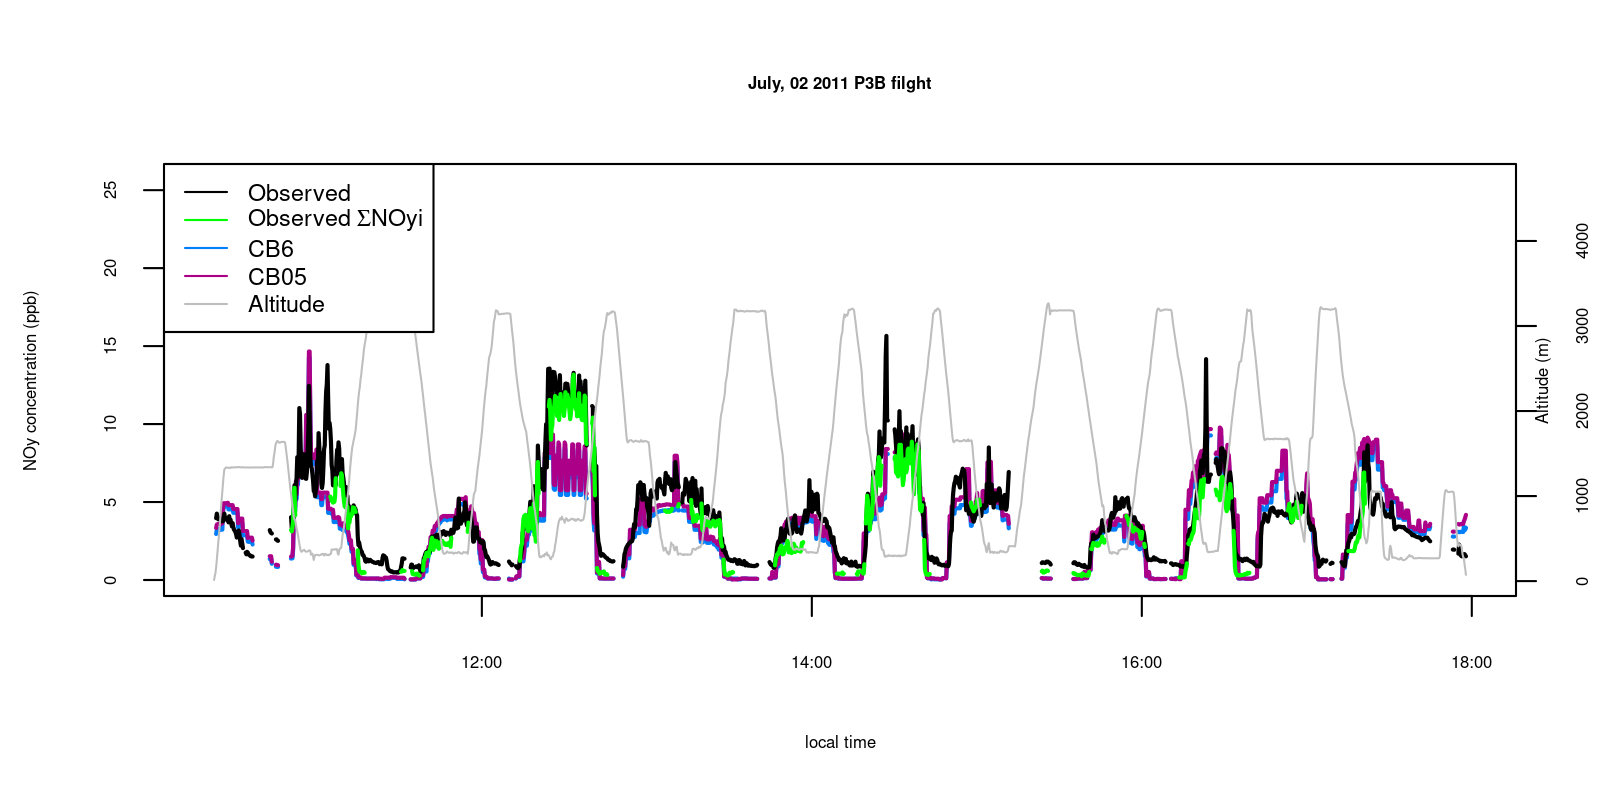 July, 02 2011 P3B filght
NOy concentration (ppb)
25
20
15
10
5
0
Observed
Observed ΣNOyi
CB6
CB05
Altitude
4000
3000
2000
1000
0
Altitude (m)
12:00
14:00
16:00
18:00
local time